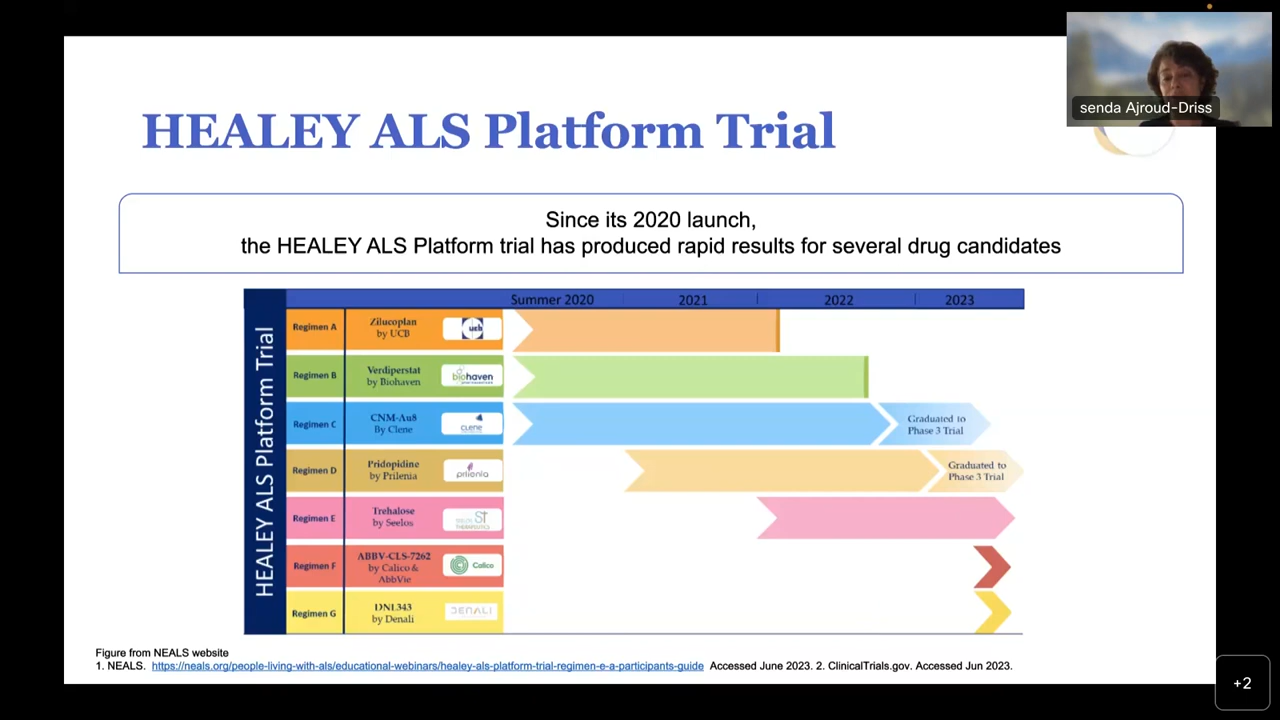 senda Ajroud-Driss
HEALEY ALS Platform Trial
Since its 2020 launch,
the HEALEY ALS Platform trial has produced rapid results for several drug candidates
HEALEY ALS Platform Trial
Summer 2020 2021 2022 2023
Regimen A
Zilucoplan
by UCB
ucb
Regimen B
Verdiperstat
by Biohaven
biohaven
Regimen C
CNM-Au8
By Clene
CLENE
Graduated to
Phase 3 Trial
Regimen D
Pridopidine
by Prilenia
prilenia
Graduated to
Phase 3 Trial
Regimen E
Trehalose
by Seelos
THERAPEUTICS
Regimen F
ABBV-CLS-7262
by Calico &
AbbVie
Calico
Regimen G
DNL343
by Denali
DENALI
Figure from NEALS website
1. NEALS. https://neals.org/people-living-with-als/educational-webinars/healey-als-platform-trial-regimen-e-a-participants-guide Accessed June 2023. 2. ClinicalTrials.gov. Accessed Jun 2023.
+2